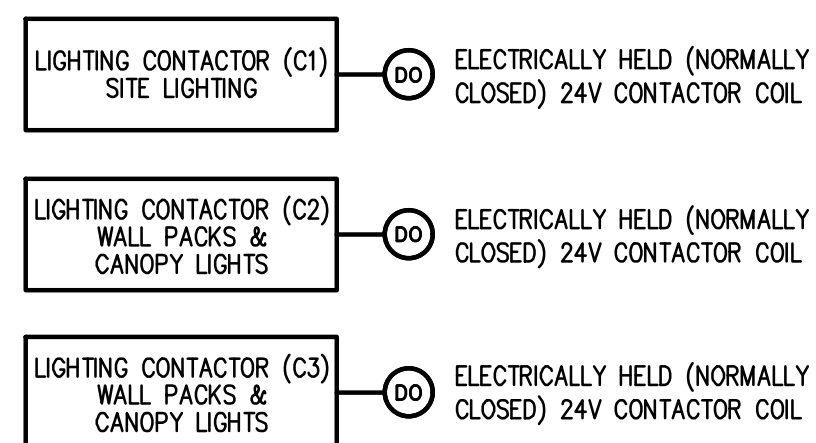 LIGHTING CONTACTOR (C1)
SITE LIGHTING
DO
ELECTRICALLY HELD (NORMALLY
CLOSED) 24V CONTACTOR COIL
LIGHTING CONTACTOR (C2)
WALL PACKS &
CANOPY LIGHTS
DO
ELECTRICALLY HELD (NORMALLY
CLOSED) 24V CONTACTOR COIL
LIGHTING CONTACTOR (C3)
WALL PACKS &
CANOPY LIGHTS
DO
ELECTRICALLY HELD (NORMALLY
CLOSED) 24V CONTACTOR COIL